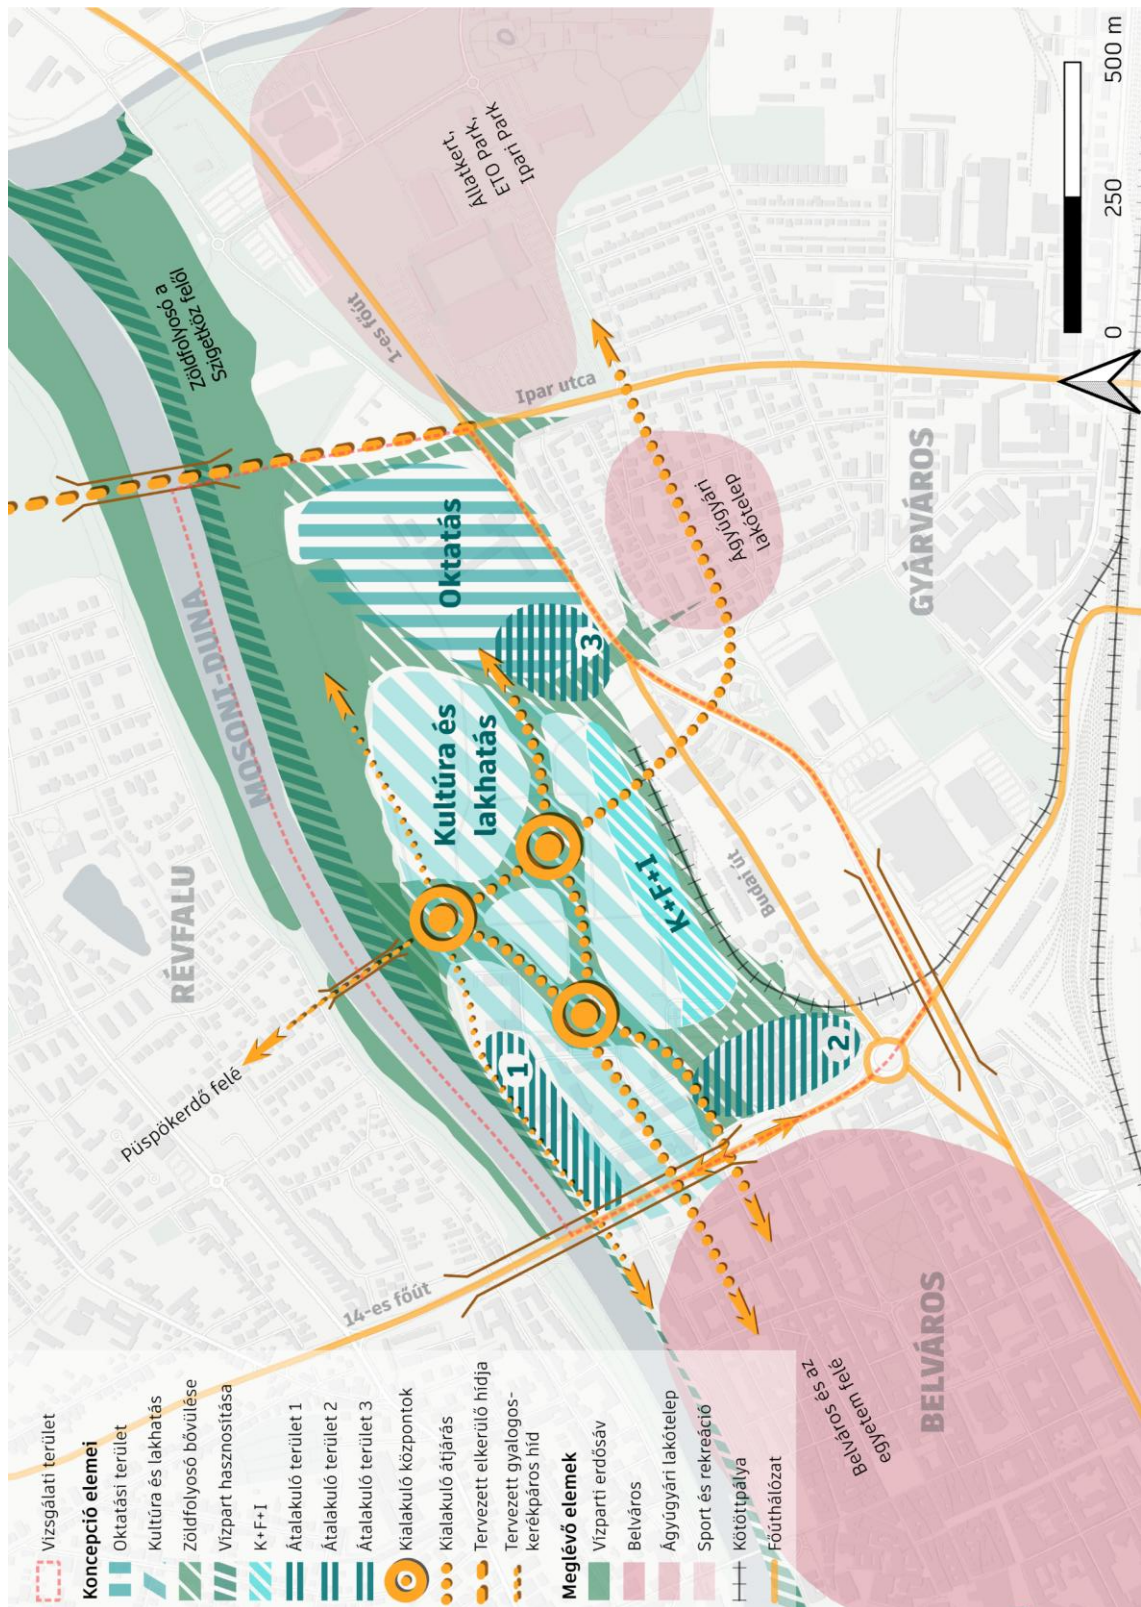 Vizsgálati terület
Koncepció elemei
Oktatási terület
Kultúra és lakhatás
Zöldfolyosó bővülése
Vízpart hasznosítása
K+F+I
Átalakuló terület 1
Átalakuló terület 2
Átalakuló terület 3
Kialakuló központok
Kialakuló átjárás
Tervezett elkerülő hídja
Tervezett gyalogos-
kerékpáros híd
Meglévő elemek
Vízparti erdősáv
Belváros
Ágyúgyári lakótelep
Sport és rekreáció
Kötöttpálya
Főúthálózat
14-es főút
Püspökerdő felé
RÉVFALU
MOSONI-DUNA
Zöldfolyosó a
Szigetköz felől
1-es főút
Állatkert,
ETO Park,
Ipari Park
Ipar utca
Oktatás
Kultúra és
lakhatás
K+F+I
1
2
3
Budai út
Ágyúgyári
lakótelep
GYÁRVÁROS
BELVÁROS
Belváros és az
egyetem felé
0
250
500 m